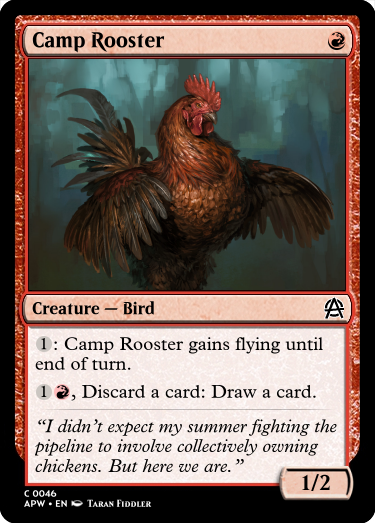 Camp Rooster
Creature — Bird
1: Camp Rooster gains flying until
end of turn.
1 , Discard a card: Draw a card.
"I didn't expect my summer fighting the
pipeline to involve collectively owning
chickens. But here we are."
1/2
C 0046
APW • EN Taran Fiddler